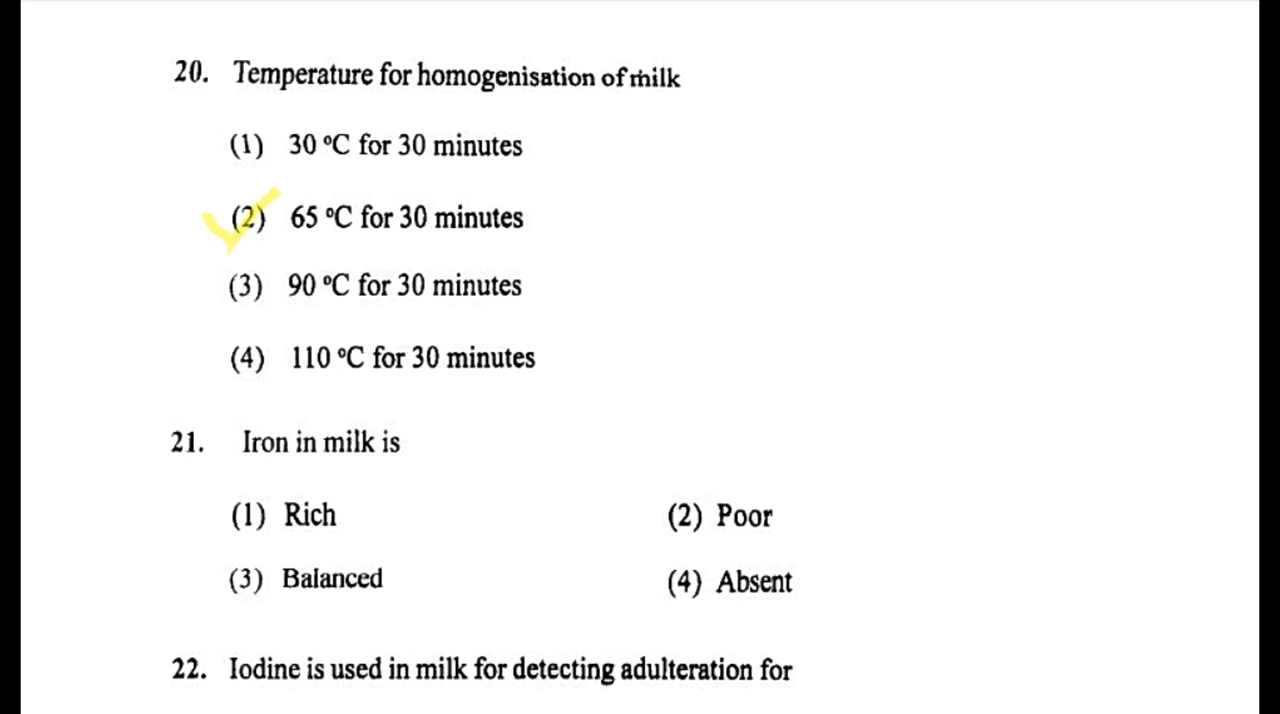 20. Temperature for homogenisation of milk
(1) 30 °C for 30 minutes
(2) 65 °C for 30 minutes
(3) 90 °C for 30 minutes
(4) 110 °C for 30 minutes
21. Iron in milk is
(1) Rich (2) Poor
(3) Balanced (4) Absent
22. Iodine is used in milk for detecting adulteration for